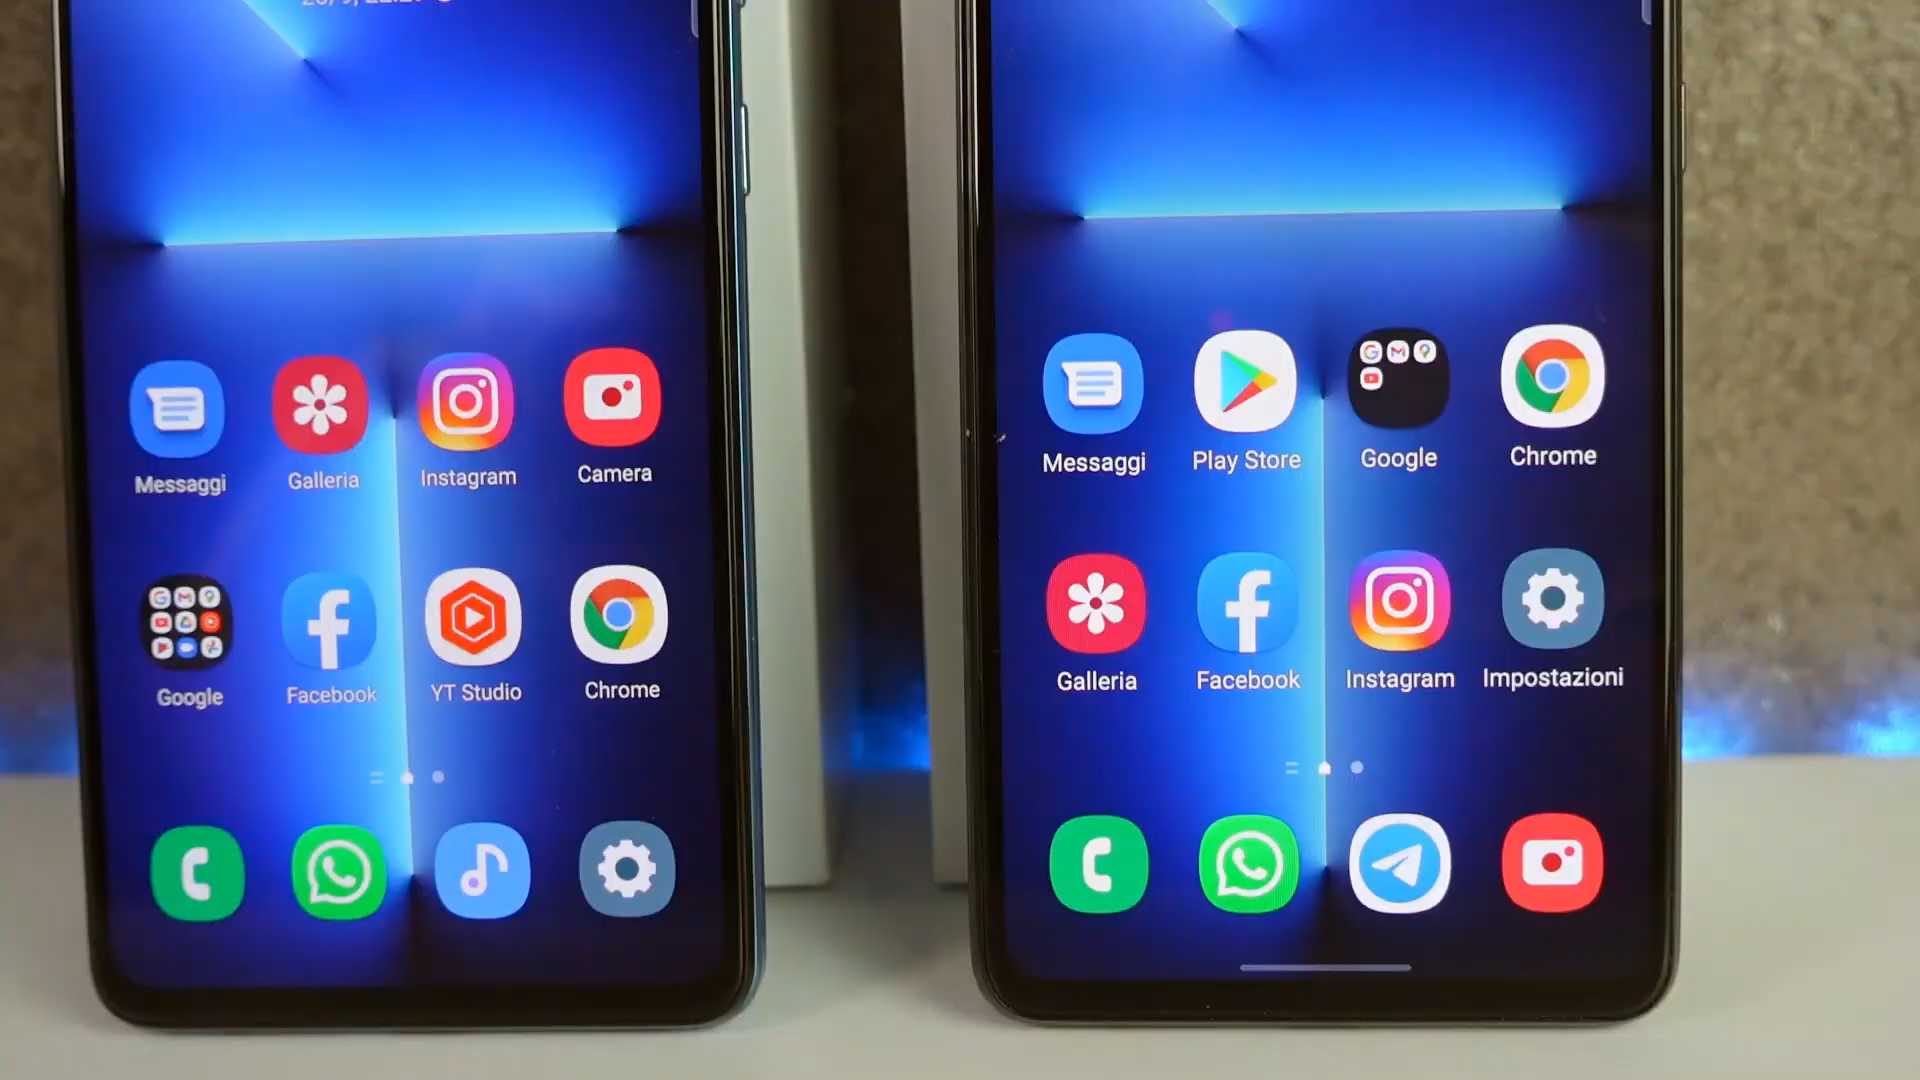 Messaggi Galleria Instagram Camera
Google Facebook YT Studio Chrome
Messaggi Play Store Google Chrome
Galleria Facebook Instagram Impostazioni